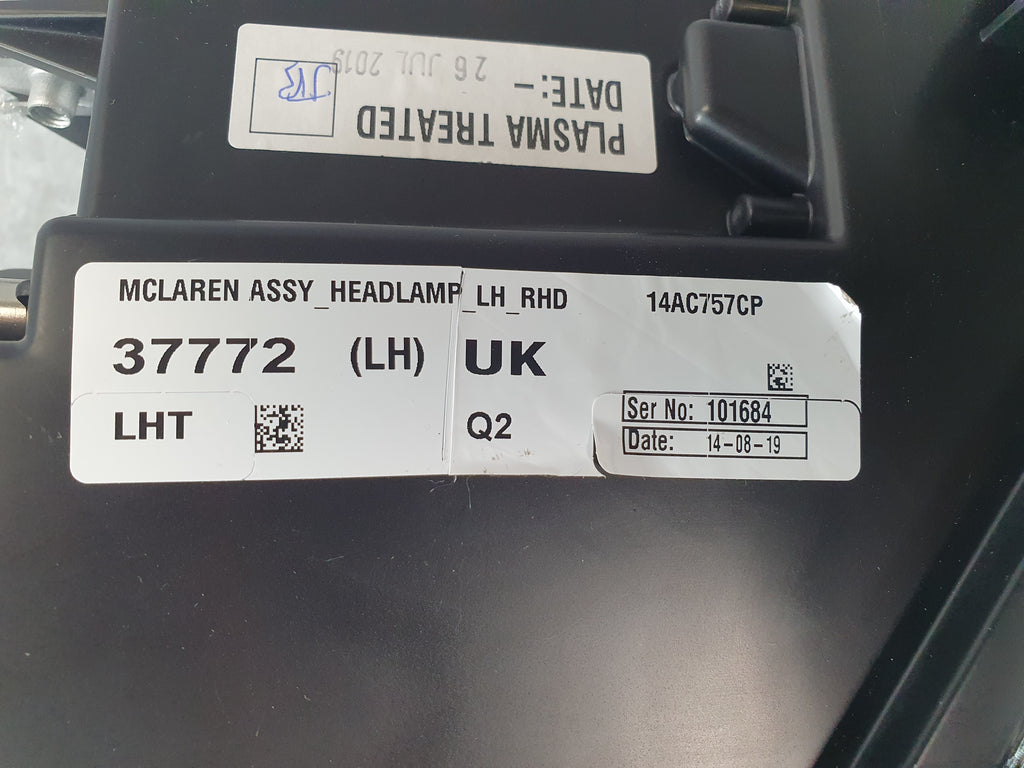 PLASMA TREATED
DATE:- 26 JUL 2019
MCLAREN ASSY_HEADLAMP_LH_RHD 14AC757CP
37772 (LH) UK
LHT Q2
Ser No: 101684
Date: 14-08-19